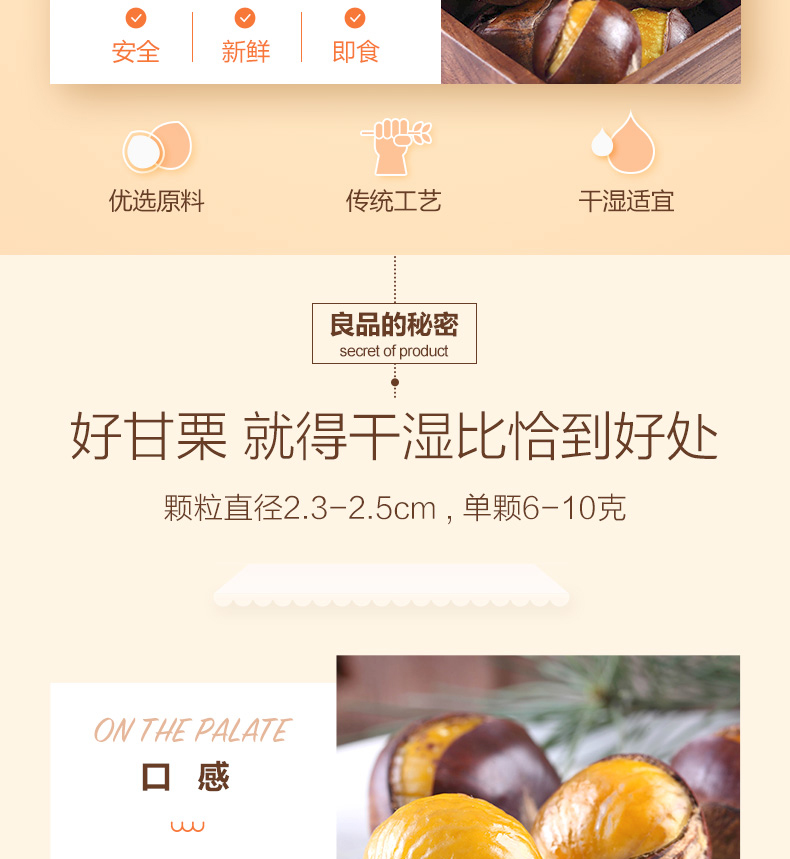 安全 新鲜 即食
优选原料 传统工艺 干湿适宜
良品的秘密
secret of product
好甘栗 就得干湿比恰到好处
颗粒直径2.3-2.5cm , 单颗6-10克
ON THE PALATE
口 感